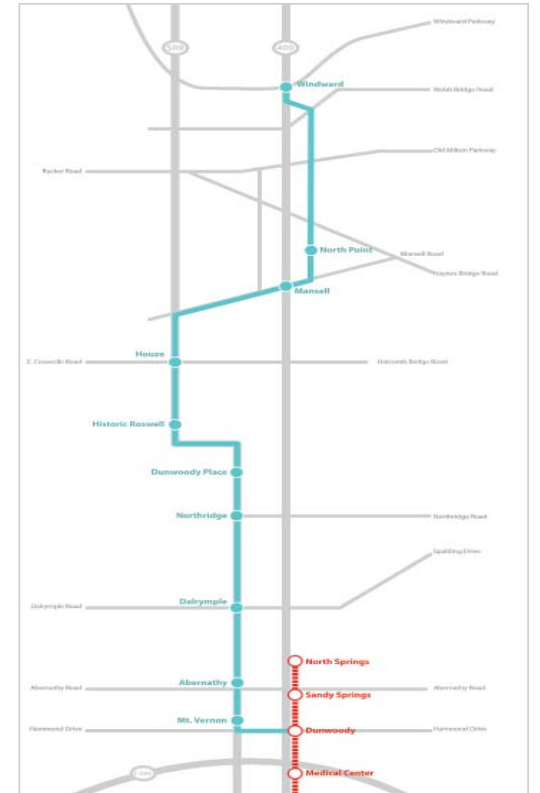 Windward Parkway
SR9
400
Windward
Webb Bridge Road
Old Milton Parkway
Rucker Road
North Point
Mansell Road
Haynes Bridge Road
Mansell
Houze
E. Crossville Road
Holcomb Bridge Road
Historic Roswell
Dunwoody Place
Northridge
Northridge Road
Spalding Drive
Dalrymple
Dalrymple Road
North Springs
Abernathy
Abernathy Road
Abernathy Road
Sandy Springs
Mt. Vernon
Hammond Drive
Dunwoody
Hammond Drive
I-285
Medical Center